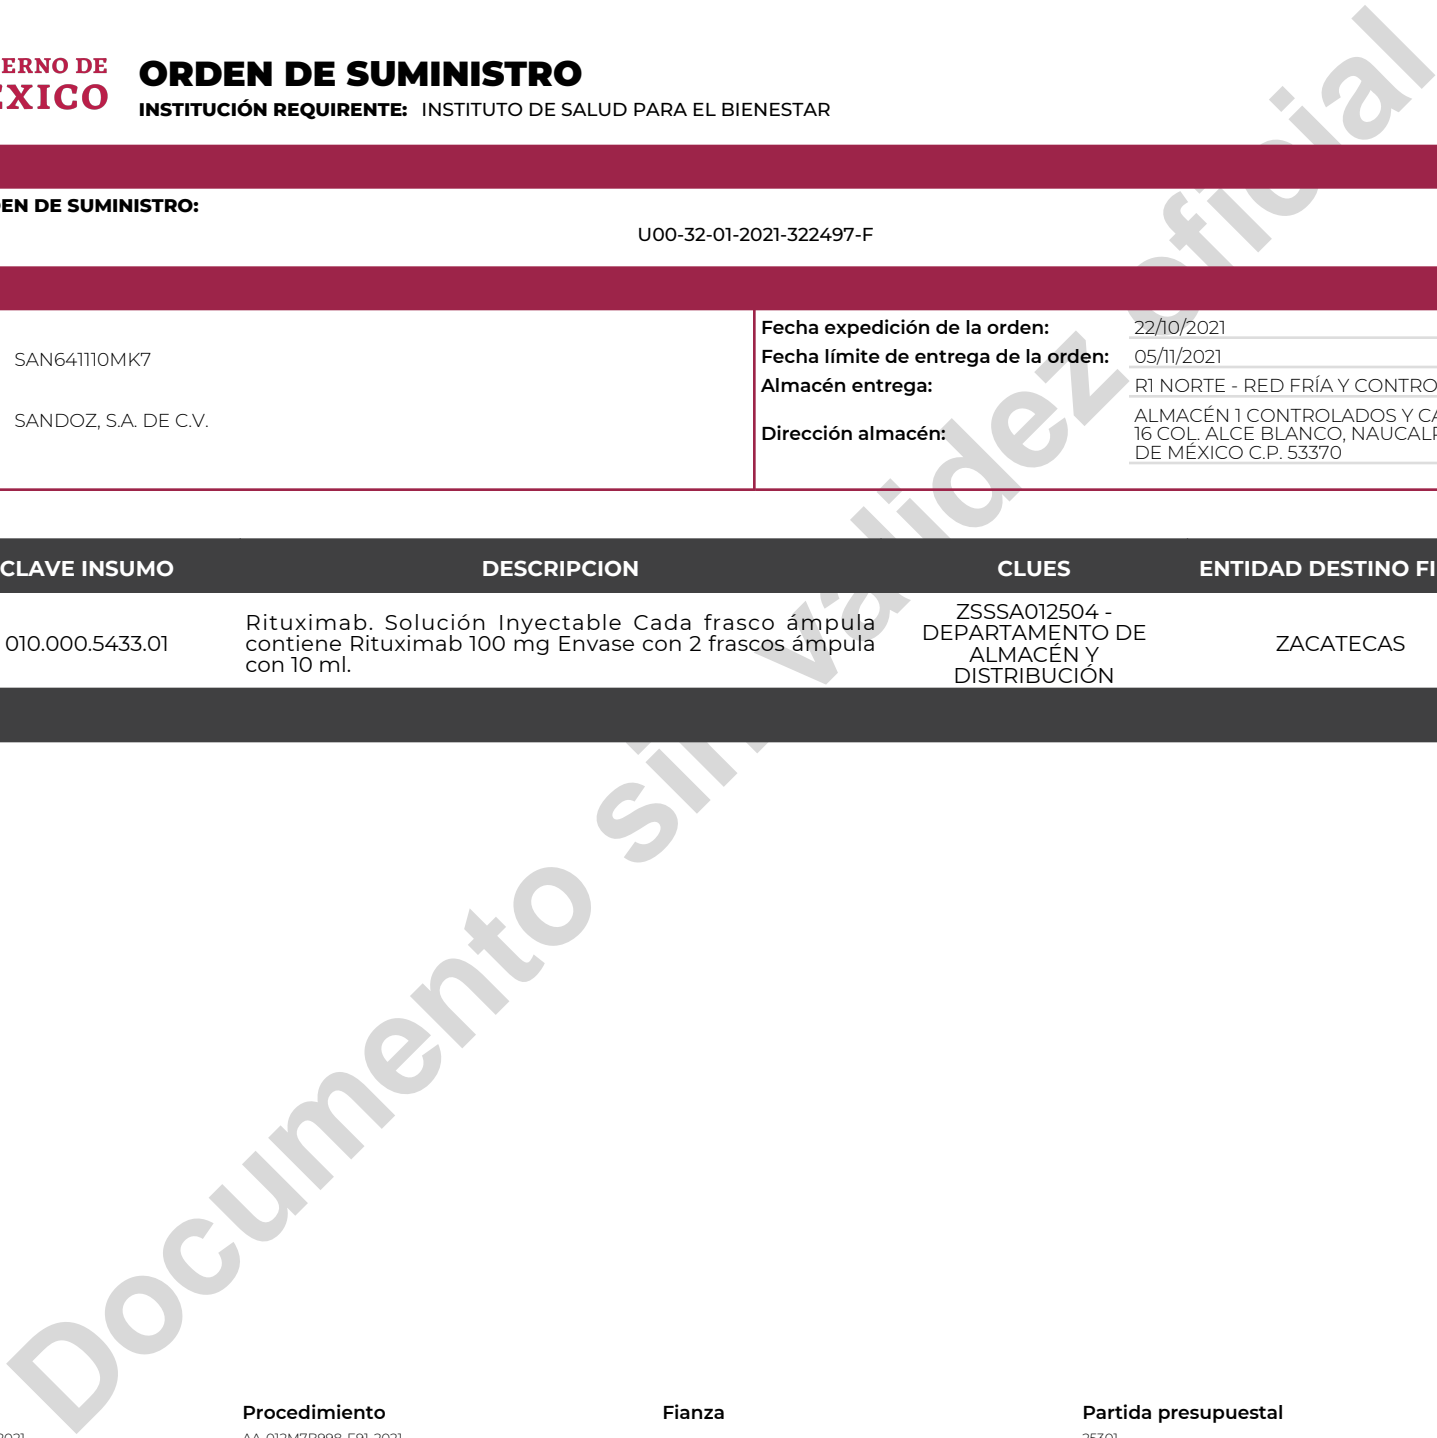 ERNO DE
ÉXICO
ORDEN DE SUMINISTRO
INSTITUCIÓN REQUIRENTE: INSTITUTO DE SALUD PARA EL BIENESTAR
EN DE SUMINISTRO:
U00-32-01-2021-322497-F
SAN641110MK7
SANDOZ, S.A. DE C.V.
Fecha expedición de la orden: 22/10/2021
Fecha límite de entrega de la orden: 05/11/2021
Almacén entrega: R1 NORTE - RED FRÍA Y CONTRO
Dirección almacén: ALMACÉN 1 CONTROLADOS Y CA
16 COL. ALCE BLANCO, NAUCALP
DE MÉXICO C.P. 53370
CLAVE INSUMO DESCRIPCION CLUES ENTIDAD DESTINO FI
010.000.5433.01
Rituximab. Solución Inyectable Cada frasco ámpula
contiene Rituximab 100 mg Envase con 2 frascos ámpula
con 10 ml.
ZSSSA012504 -
DEPARTAMENTO DE
ALMACÉN Y
DISTRIBUCIÓN
ZACATECAS
Documento sin validez oficial
Procedimiento Fianza Partida presupuestal